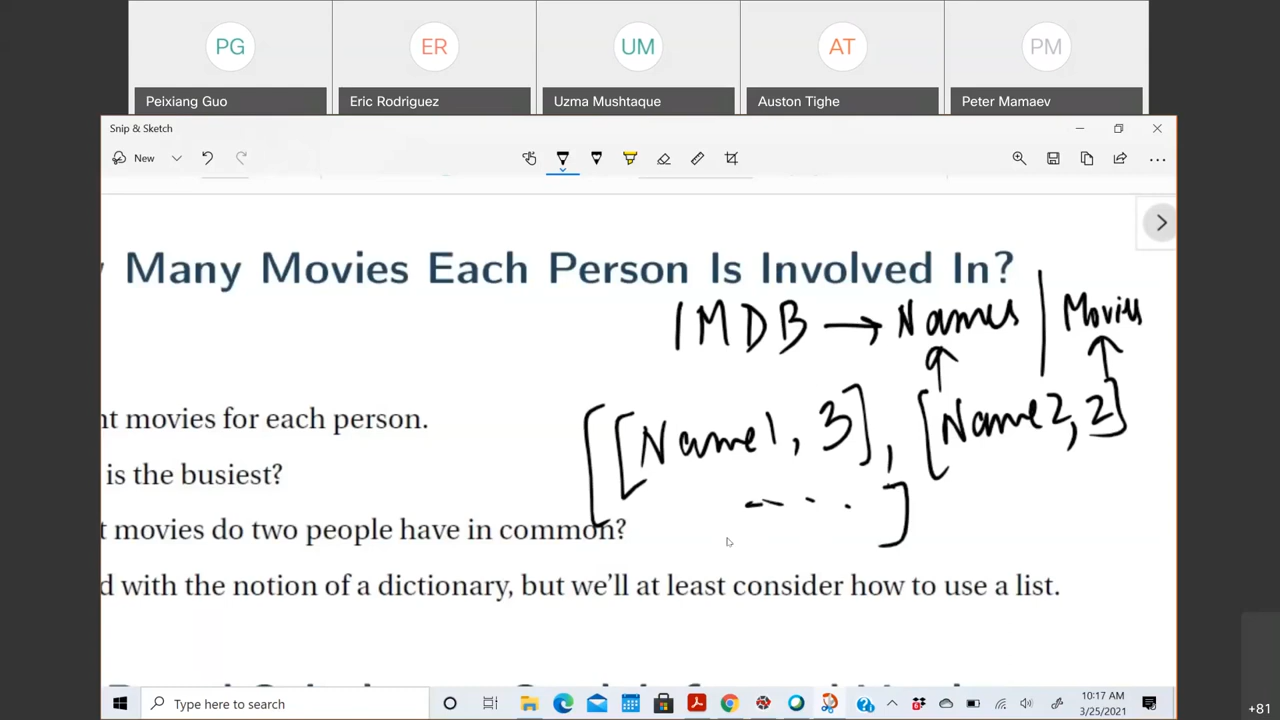 PG ER UM AT PM
Peixiang Guo Eric Rodriguez Uzma Mushtaque Auston Tighe Peter Mamaev
Snip & Sketch
New
Many Movies Each Person Is Involved In?
IMDB → Names | Movies
nt movies for each person.
[[Name1, 3], [Name2, 2]
is the busiest?
--..]
t movies do two people have in common?
d with the notion of a dictionary, but we'll at least consider how to use a list.
Type here to search
10:17 AM
3/25/2021
+81